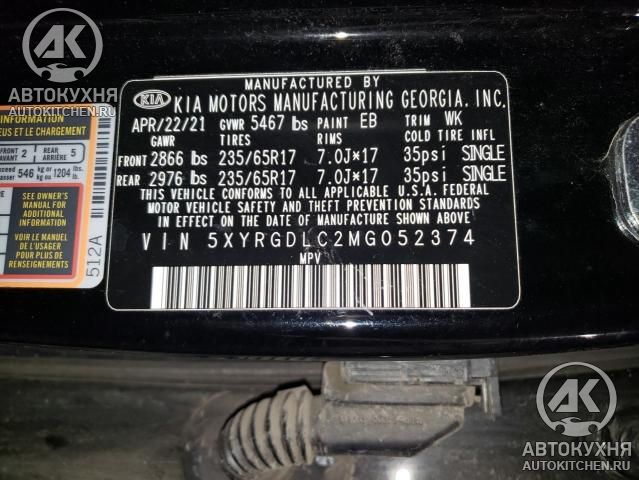 АВТОКУХНЯ
AUTOKITCHEN.RU
MANUFACTURED BY
KIA KIA MOTORS MANUFACTURING GEORGIA, INC.
APR/22/21 GVWR 5467 lbs PAINT EB TRIM WK
GAWR TIRES RIMS COLD TIRE INFL
FRONT 2866 lbs 235/65R17 7.0J*17 35psi SINGLE
REAR 2976 lbs 235/65R17 7.0J*17 35psi SINGLE
THIS VEHICLE CONFORMS TO ALL APPLICABLE U.S.A. FEDERAL
MOTOR VEHICLE SAFETY AND THEFT PREVENTION STANDARDS
IN EFFECT ON THE DATE OF MANUFACTURE SHOWN ABOVE.
VIN 5XYRGDLC2MG052374
MPV
INFORMATION
EUS ET LE CHARGEMENT
FRONT 2 REAR 5
546 kg or 1204 lbs.
SEE OWNER'S
MANUAL FOR
ADDITIONAL
INFORMATION
VOIR LE MANUEL DE
L'USAGER POUR
PLUS DE
RENSEIGNEMENTS
512A
АВТОКУХНЯ
AUTOKITCHEN.RU